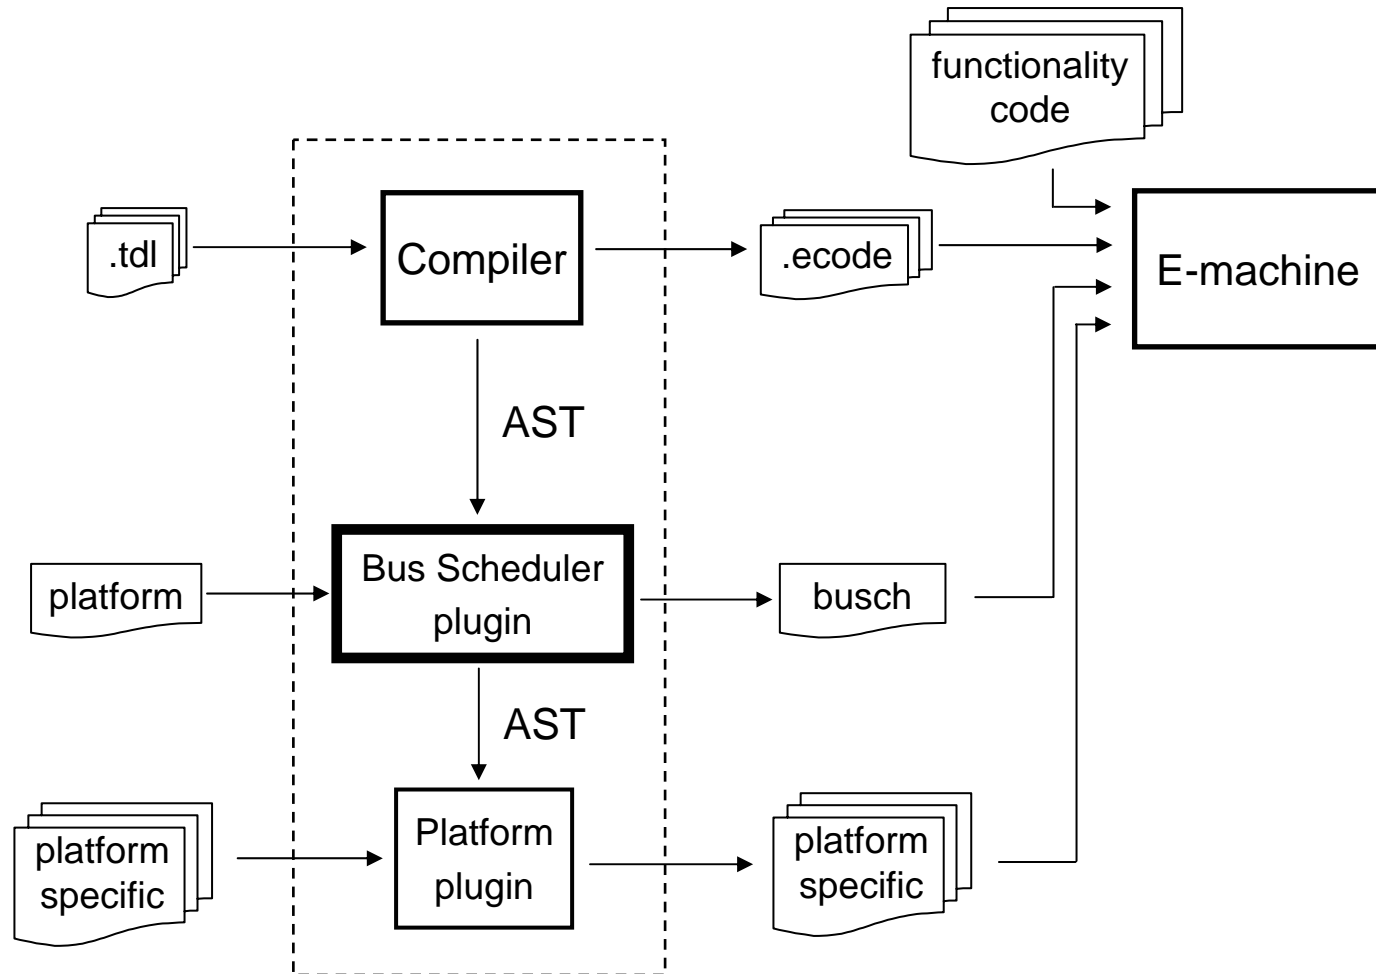 functionality
code
.tdl
Compiler
.ecode
E-machine
AST
platform
Bus Scheduler
plugin
busch
AST
platform
specific
Platform
plugin
platform
specific